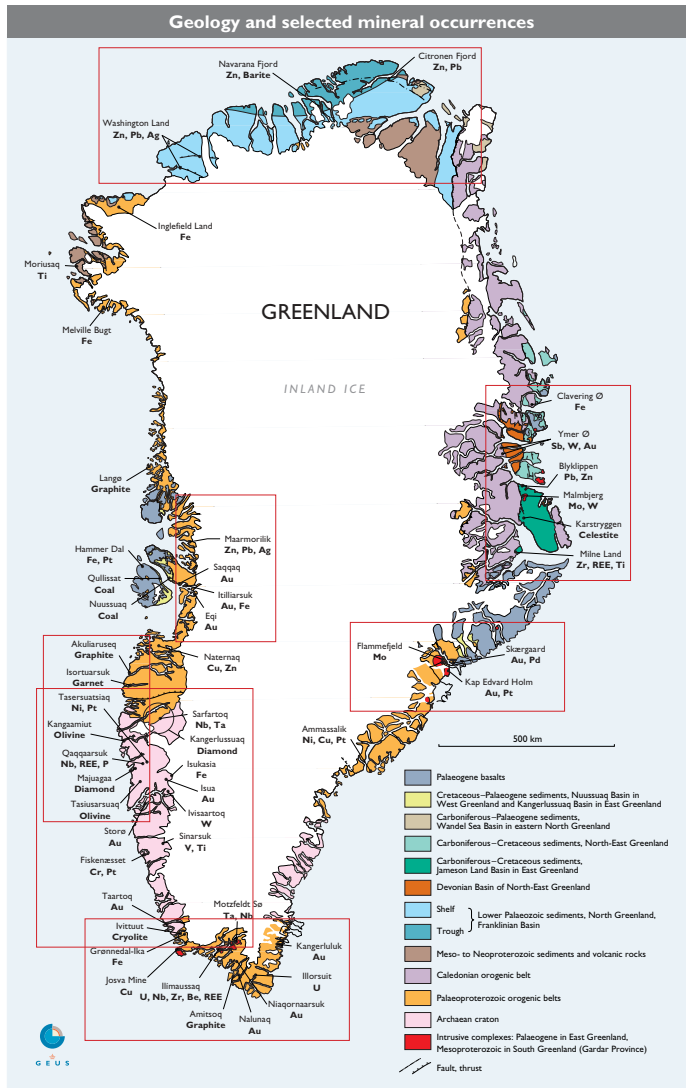 Geology and selected mineral occurrences
Citronen Fjord
Zn, Pb
Navarana Fjord
Zn, Barite
Washington Land
Zn, Pb, Ag
Inglefield Land
Fe
Moriusaq
Ti
Melville Bugt
Fe
GREENLAND
INLAND ICE
Clavering Ø
Fe
Ymer Ø
Sb, W, Au
Blyklippen
Pb, Zn
Malmbjerg
Mo, W
Karstryggen
Celestite
Milne Land
Zr, REE, Ti
Langø
Graphite
Maarmorilik
Zn, Pb, Ag
Hammer Dal
Fe, Pt
Saqqaq
Au
Qullissat
Coal
Itilliarsuk
Au, Fe
Nuussuaq
Coal
Eqi
Au
Akuliaruseq
Graphite
Naternaq
Cu, Zn
Isortuarsuk
Garnet
Flammefjeld
Mo
Skærgaard
Au, Pd
Kap Edvard Holm
Au, Pt
Tasersuatsiaq
Ni, Pt
Sarfartoq
Nb, Ta
Kangaamiut
Olivine
Kangerlussuaq
Diamond
Ammassalik
Ni, Cu, Pt
Qaqqaarsuk
Nb, REE, P
Isukasia
Fe
Majuagaa
Diamond
Isua
Au
Tasiusarsuaq
Olivine
Ivisaartoq
W
Storø
Au
Sinarsuk
V, Ti
Fiskenæsset
Cr, Pt
Taartoq
Au
Motzfeldt Sø
Ta, Nb
Ivittuut
Cryolite
Grønnedal-Ika
Fe
Kangerluluk
Au
Josva Mine
Cu
Ilimaussaq
U, Nb, Zr, Be, REE
Illorsuit
U
Amitsoq
Graphite
Nalunaq
Au
Niaqornaarsuk
Au
500 km
Palaeogene basalts
Cretaceous–Palaeogene sediments, Nuussuaq Basin in
West Greenland and Kangerlussuaq Basin in East Greenland
Carboniferous–Palaeogene sediments,
Wandel Sea Basin in eastern North Greenland
Carboniferous–Cretaceous sediments, North-East Greenland
Carboniferous–Cretaceous sediments,
Jameson Land Basin in East Greenland
Devonian Basin of North-East Greenland
Shelf
Trough
Lower Palaeozoic sediments, North Greenland,
Franklinian Basin
Meso- to Neoproterozoic sediments and volcanic rocks
Caledonian orogenic belt
Palaeoproterozoic orogenic belts
Archaean craton
Intrusive complexes: Palaeogene in East Greenland,
Mesoproterozoic in South Greenland (Gardar Province)
Fault, thrust
G E U S